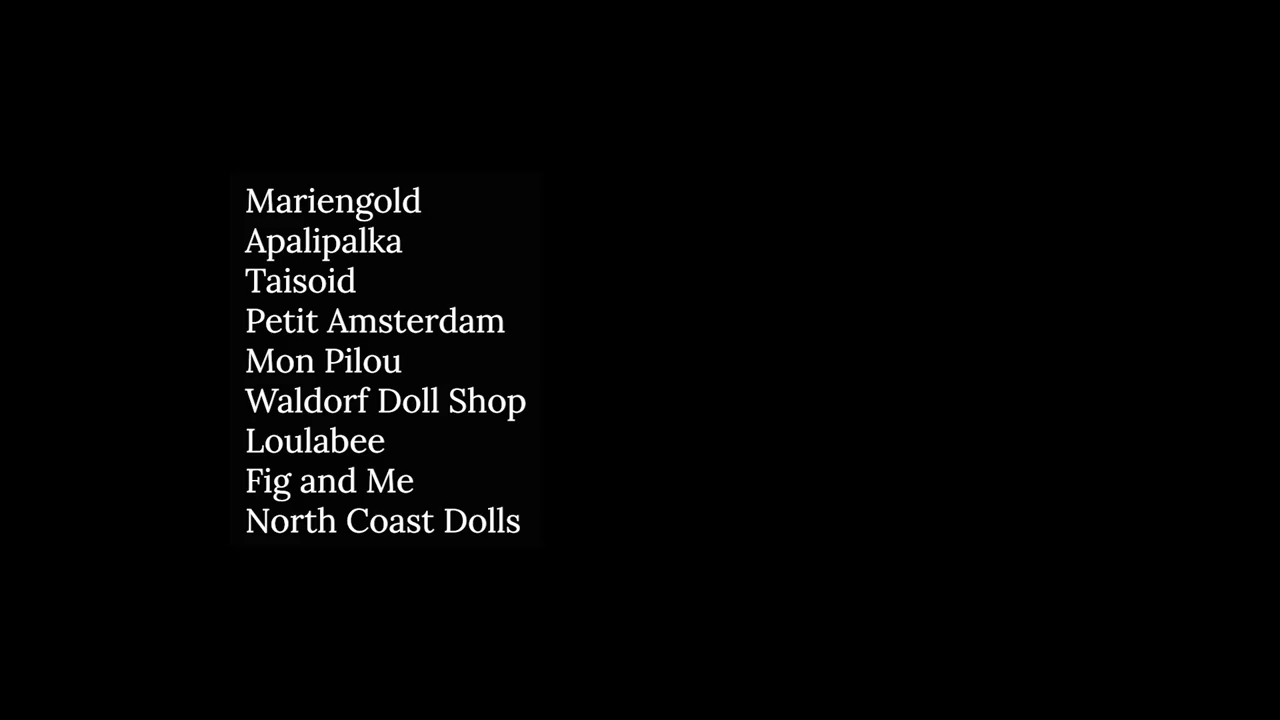 Mariengold
Apalipalka
Taisoid
Petit Amsterdam
Mon Pilou
Waldorf Doll Shop
Loulabee
Fig and Me
North Coast Dolls